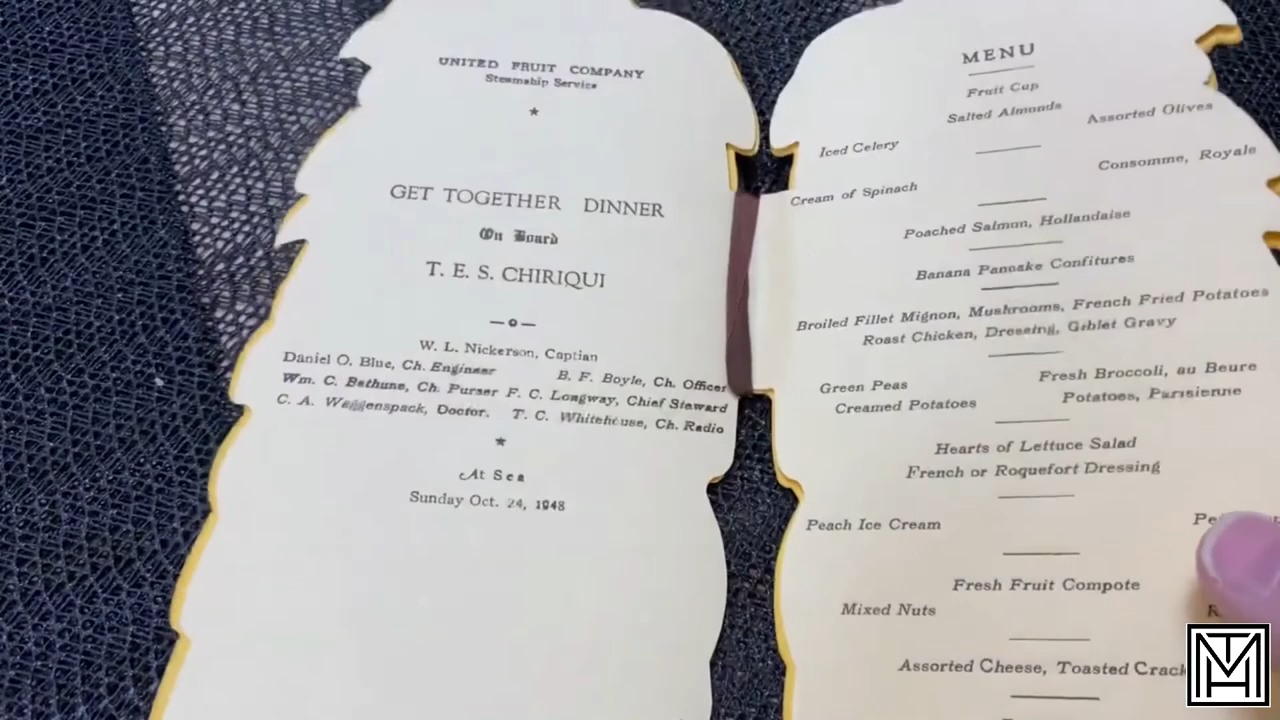 UNITED FRUIT COMPANY
Steamship Service
GET TOGETHER DINNER
On Board
T. E. S. CHIRIQUI
W. L. Nickerson, Captian
Daniel O. Blue, Ch. Engineer B. F. Boyle, Ch. Officer
Wm. C. Bethune, Ch. Purser F. C. Longway, Chief Steward
C. A. Waggenspack, Doctor. T. C. Whitehouse, Ch. Radio
At Sea
Sunday Oct. 24, 1948
MENU
Fruit Cup
Salted Almonds
Iced Celery Assorted Olives
Cream of Spinach Consomme, Royale
Poached Salmon, Hollandaise
Banana Pancake Confitures
Broiled Fillet Mignon, Mushrooms, French Fried Potatoes
Roast Chicken, Dressing, Giblet Gravy
Green Peas Fresh Broccoli, au Beure
Creamed Potatoes Potatoes, Parisienne
Hearts of Lettuce Salad
French or Roquefort Dressing
Peach Ice Cream
Fresh Fruit Compote
Mixed Nuts
Assorted Cheese, Toasted